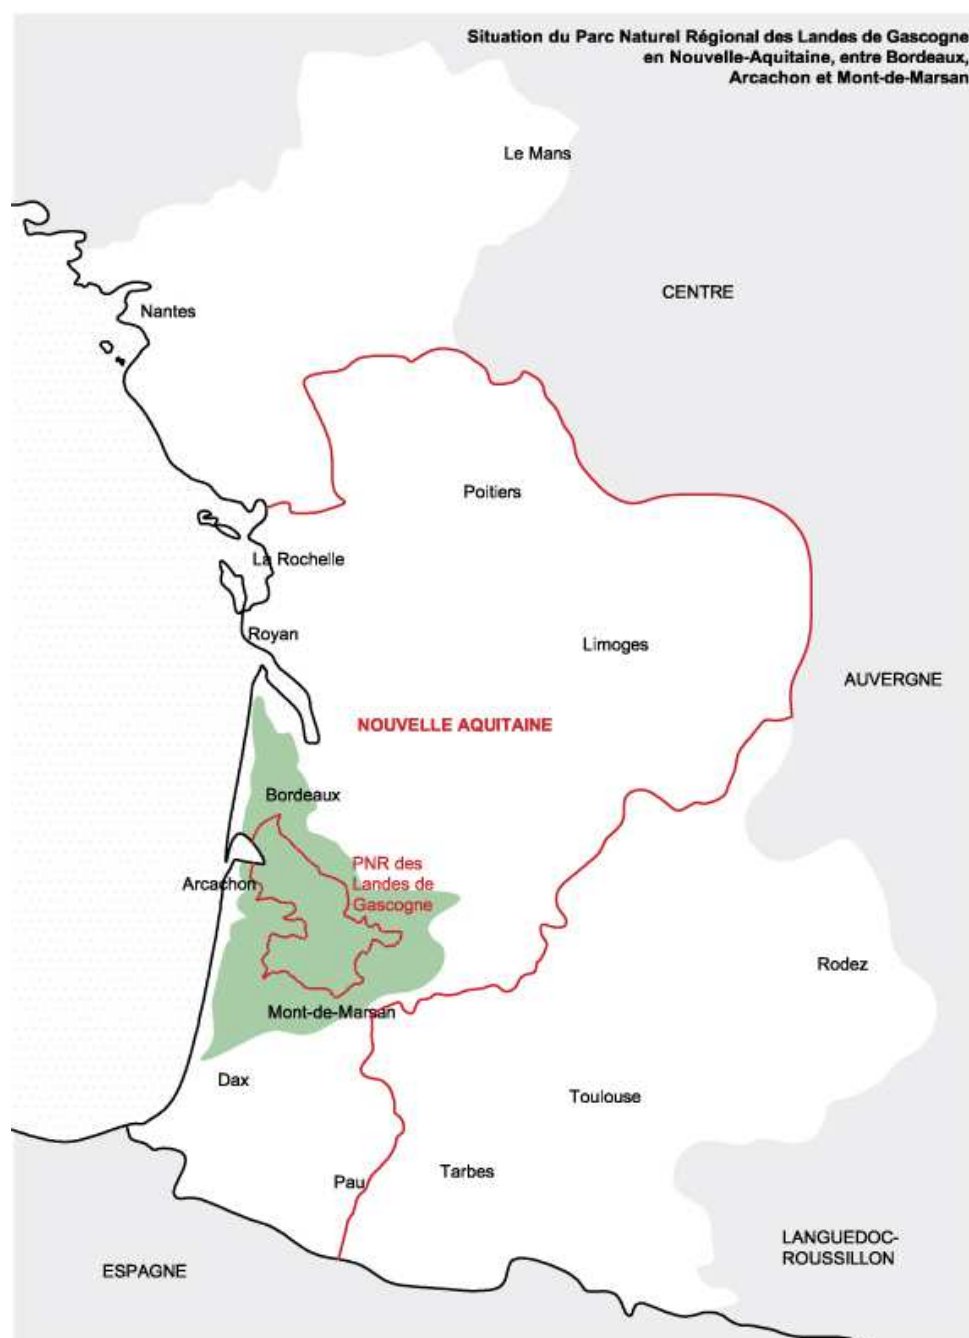 Situation du Parc Naturel Régional des Landes de Gascogne
en Nouvelle-Aquitaine, entre Bordeaux,
Arcachon et Mont-de-Marsan
Le Mans
CENTRE
Nantes
Poitiers
La Rochelle
Royan
Limoges
AUVERGNE
NOUVELLE AQUITAINE
Bordeaux
PNR des
Landes de
Gascogne
Arcachon
Rodez
Mont-de-Marsan
Dax
Toulouse
Tarbes
Pau
LANGUEDOC-
ROUSSILLON
ESPAGNE